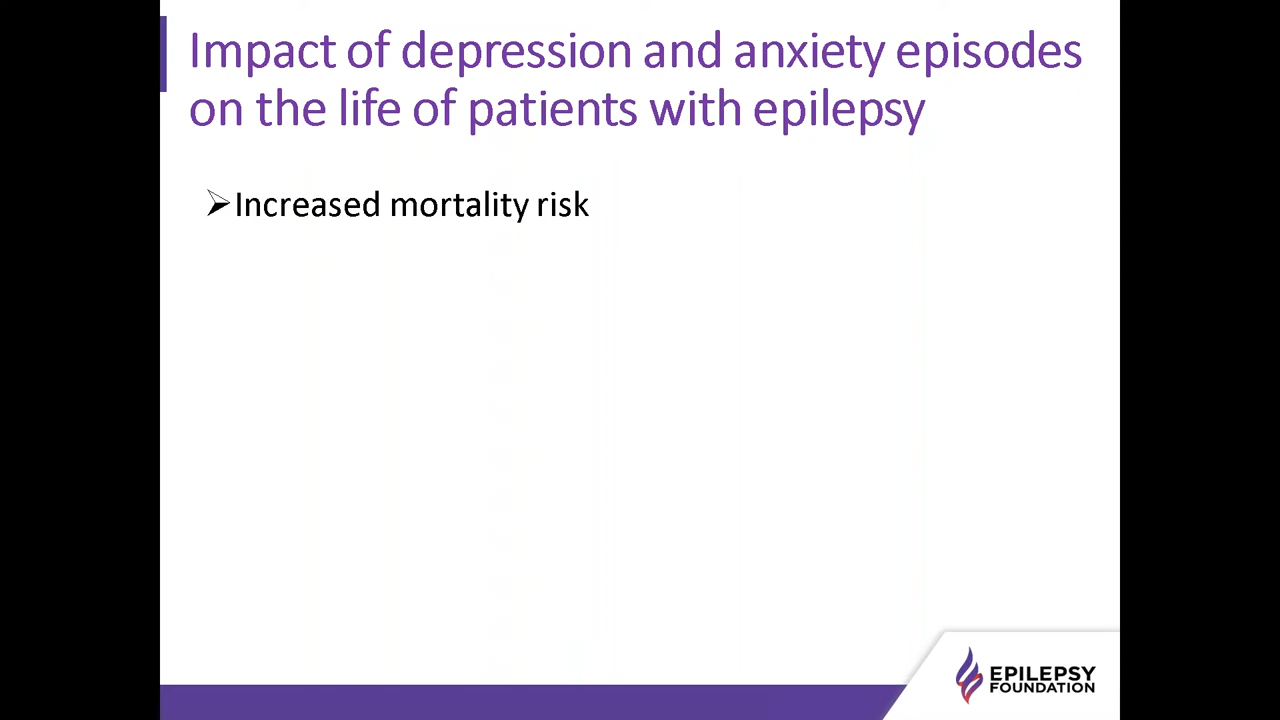 Impact of depression and anxiety episodes
on the life of patients with epilepsy
➢Increased mortality risk
EPILEPSY
FOUNDATION